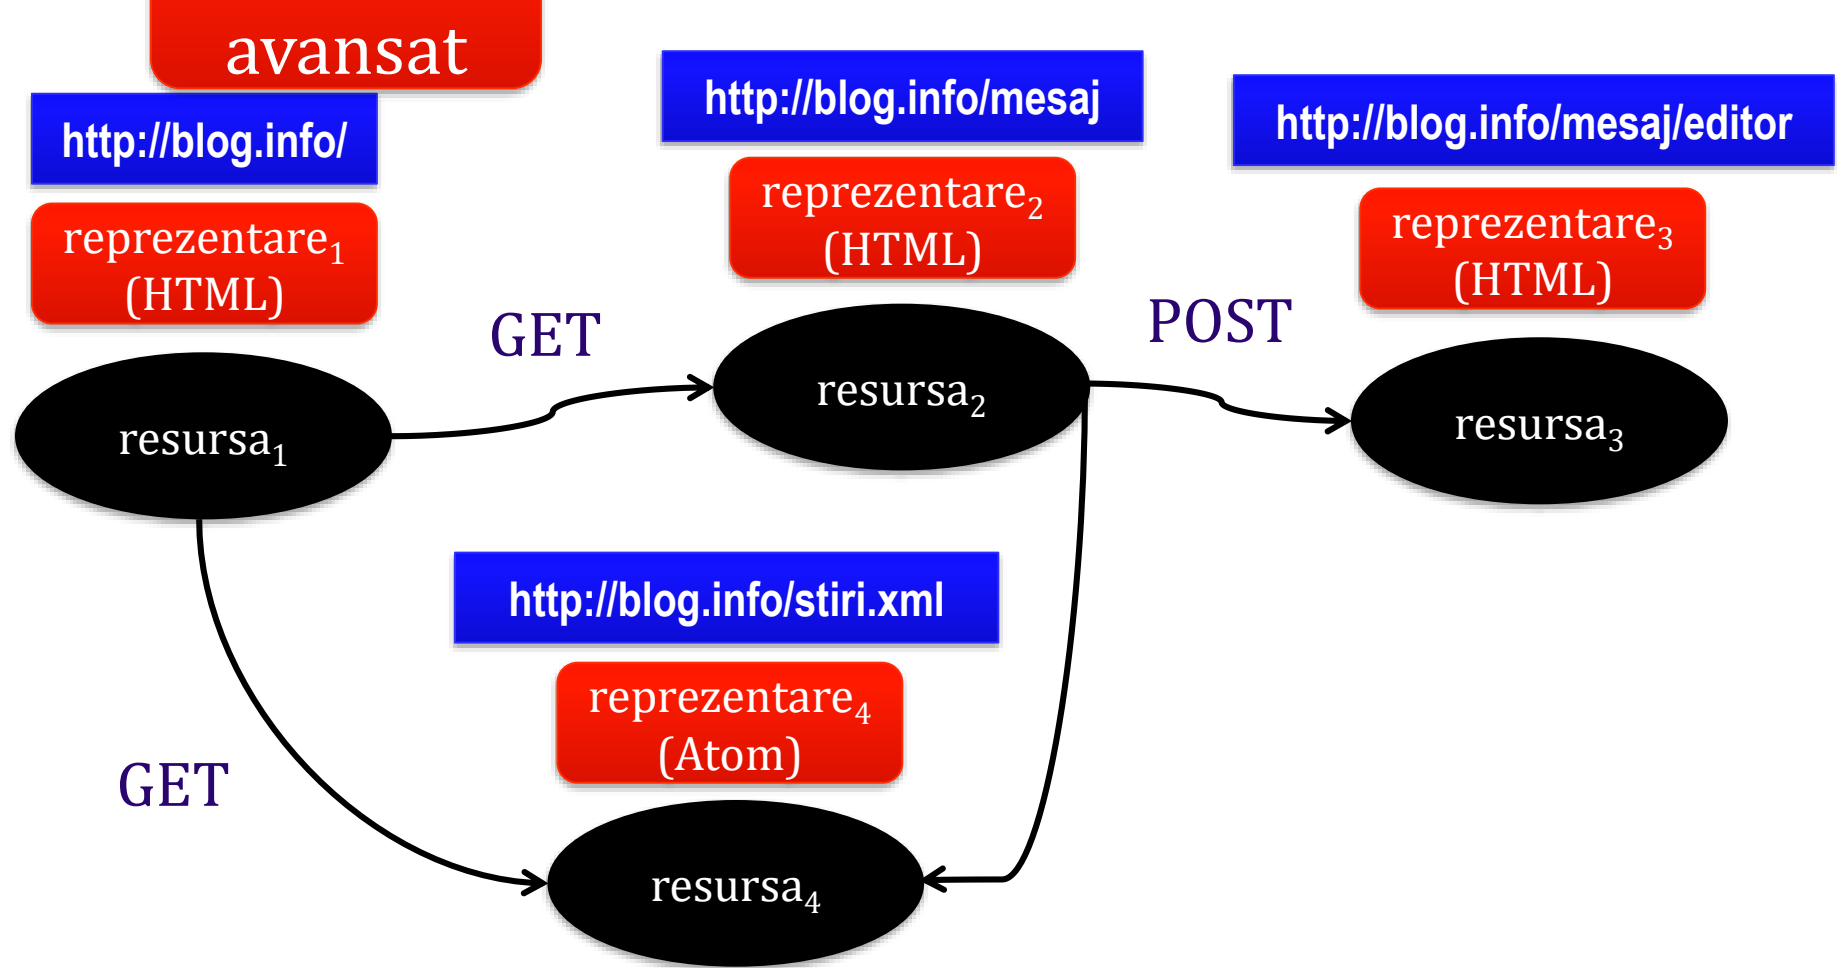 avansat
http://blog.info/
reprezentare1
(HTML)
resursa1
GET
http://blog.info/mesaj
reprezentare2
(HTML)
resursa2
POST
http://blog.info/mesaj/editor
reprezentare3
(HTML)
resursa3
GET
http://blog.info/stiri.xml
reprezentare4
(Atom)
resursa4